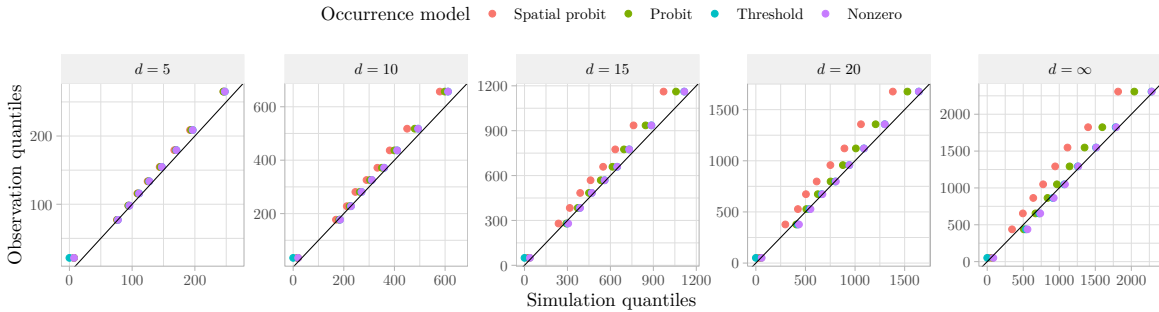 Occurrence model Spatial probit Probit Threshold Nonzero
d = 5
d = 10
d = 15
d = 20
d = ∞
Observation quantiles
200
100
0 100 200
600
400
200
0 200 400 600
1200
900
600
300
0
0 300 600 900 1200
1500
1000
500
0
0 500 1000 1500
2000
1500
1000
500
0
0 500 1000 1500 2000
Simulation quantiles